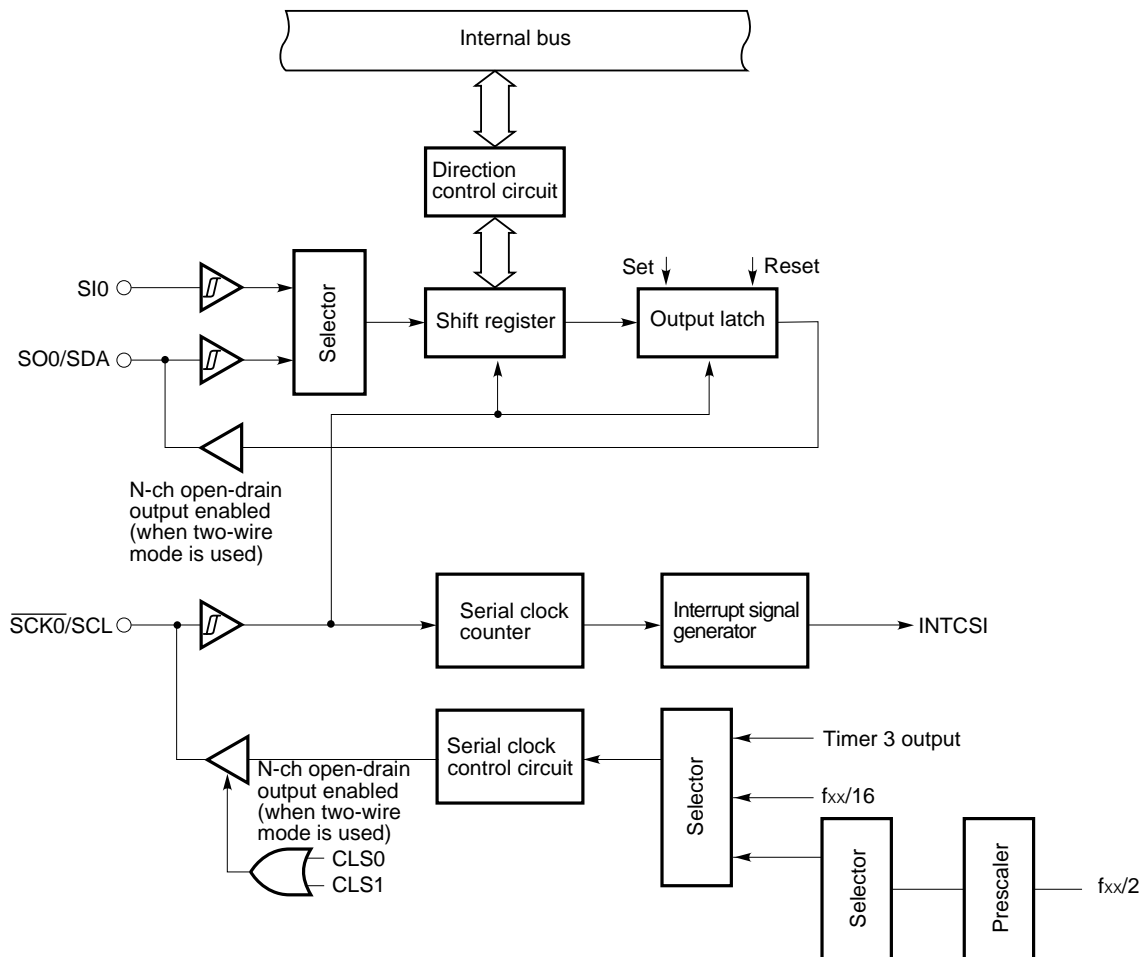 Internal bus
Direction
control circuit
Set
Reset
SI0
Selector
Shift register
Output latch
SO0/SDA
N-ch open-drain
output enabled
(when two-wire
mode is used)
SCK0/SCL
Serial clock
counter
Interrupt signal
generator
INTCSI
Serial clock
control circuit
Selector
Timer 3 output
fxx/16
N-ch open-drain
output enabled
(when two-wire
mode is used)
CLS0
CLS1
Selector
Prescaler
fxx/2